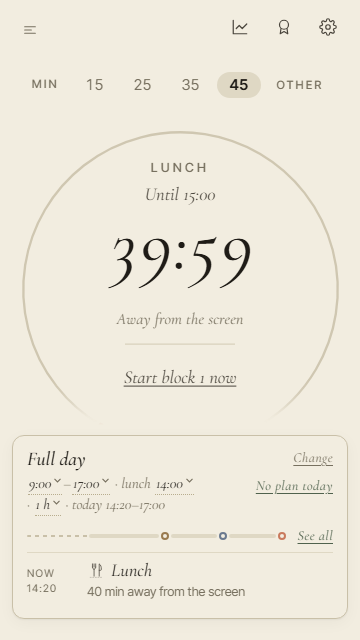 MIN 15 25 35 45 OTHER
LUNCH
Until 15:00
39:59
Away from the screen
Start block 1 now
Full day
Change
9:00 – 17:00 · lunch 14:00
No plan today
· 1 h · today 14:20–17:00
See all
NOW
14:20
Lunch
40 min away from the screen